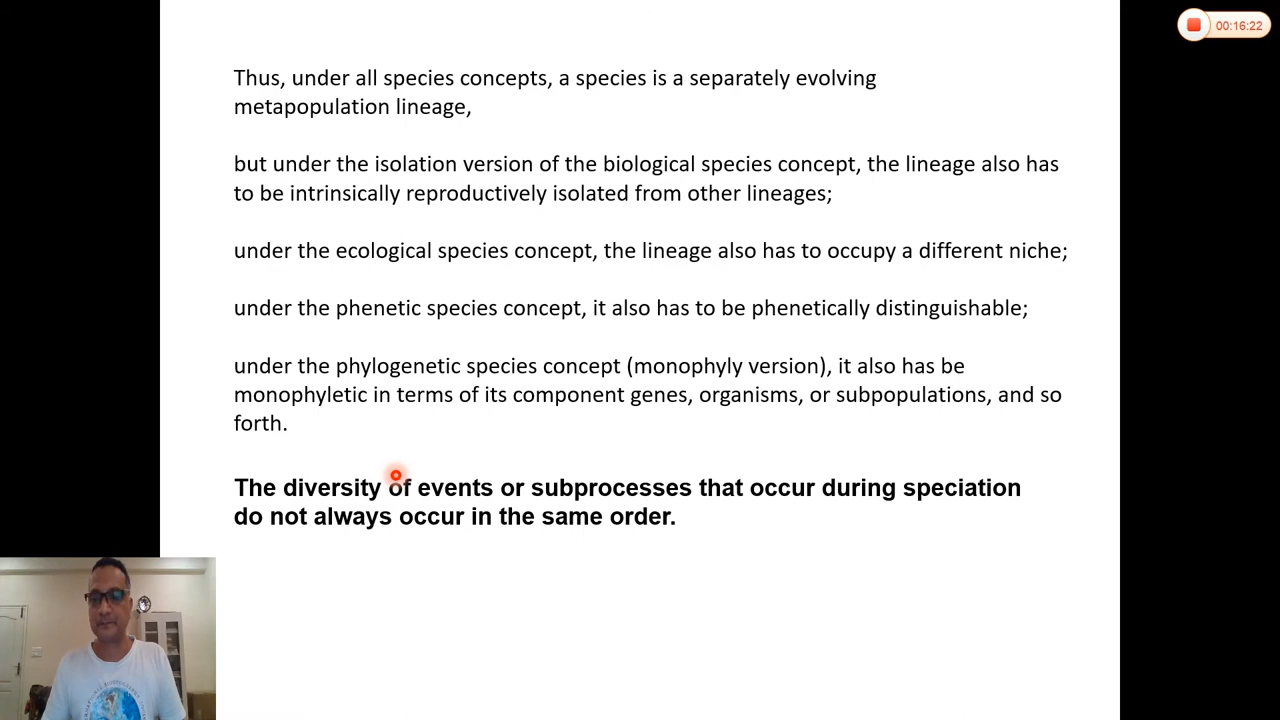 00:16:22
Thus, under all species concepts, a species is a separately evolving
metapopulation lineage,
but under the isolation version of the biological species concept, the lineage also has
to be intrinsically reproductively isolated from other lineages;
under the ecological species concept, the lineage also has to occupy a different niche;
under the phenetic species concept, it also has to be phenetically distinguishable;
under the phylogenetic species concept (monophyly version), it also has be
monophyletic in terms of its component genes, organisms, or subpopulations, and so
forth.
The diversity of events or subprocesses that occur during speciation
do not always occur in the same order.